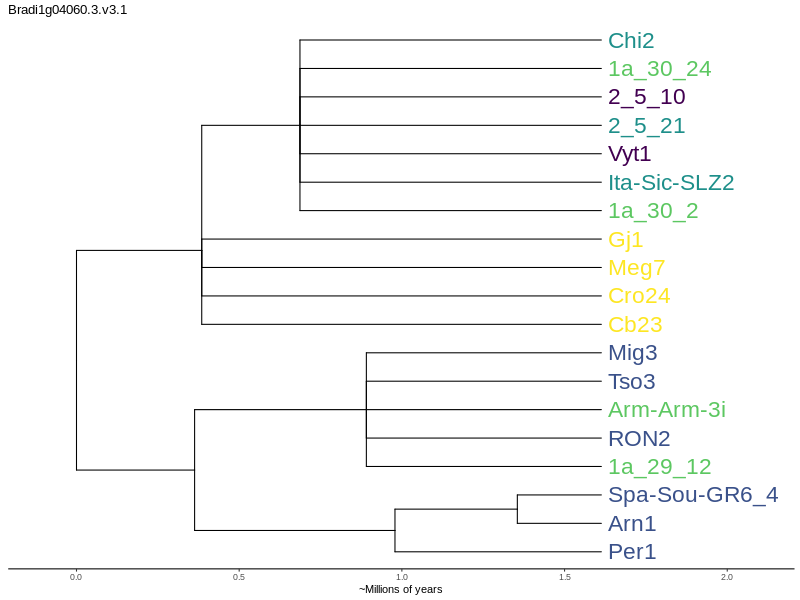 Bradi1g04060.3.v3.1
Chi2
1a_30_24
2_5_10
2_5_21
Vyt1
Ita-Sic-SLZ2
1a_30_2
Gj1
Meg7
Cro24
Cb23
Mig3
Tso3
Arm-Arm-3i
RON2
1a_29_12
Spa-Sou-GR6_4
Arn1
Per1
0.0 0.5 1.0 1.5 2.0
~Millions of years